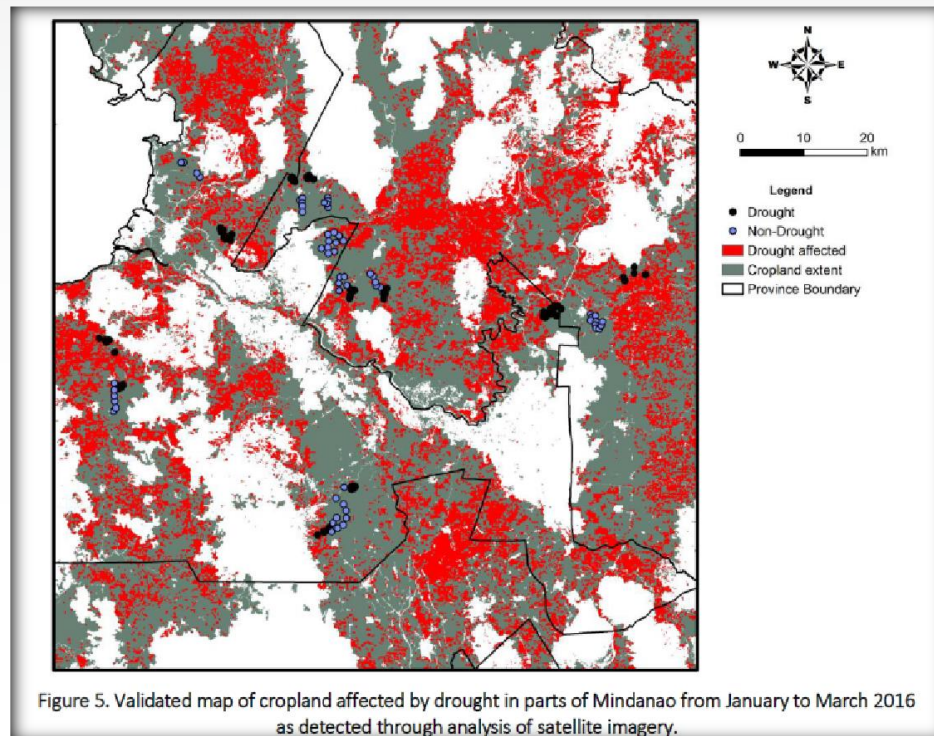 N
W E
S
0 10 20
km
Legend
Drought
Non-Drought
Drought affected
Cropland extent
Province Boundary
Figure 5. Validated map of cropland affected by drought in parts of Mindanao from January to March 2016
as detected through analysis of satellite imagery.